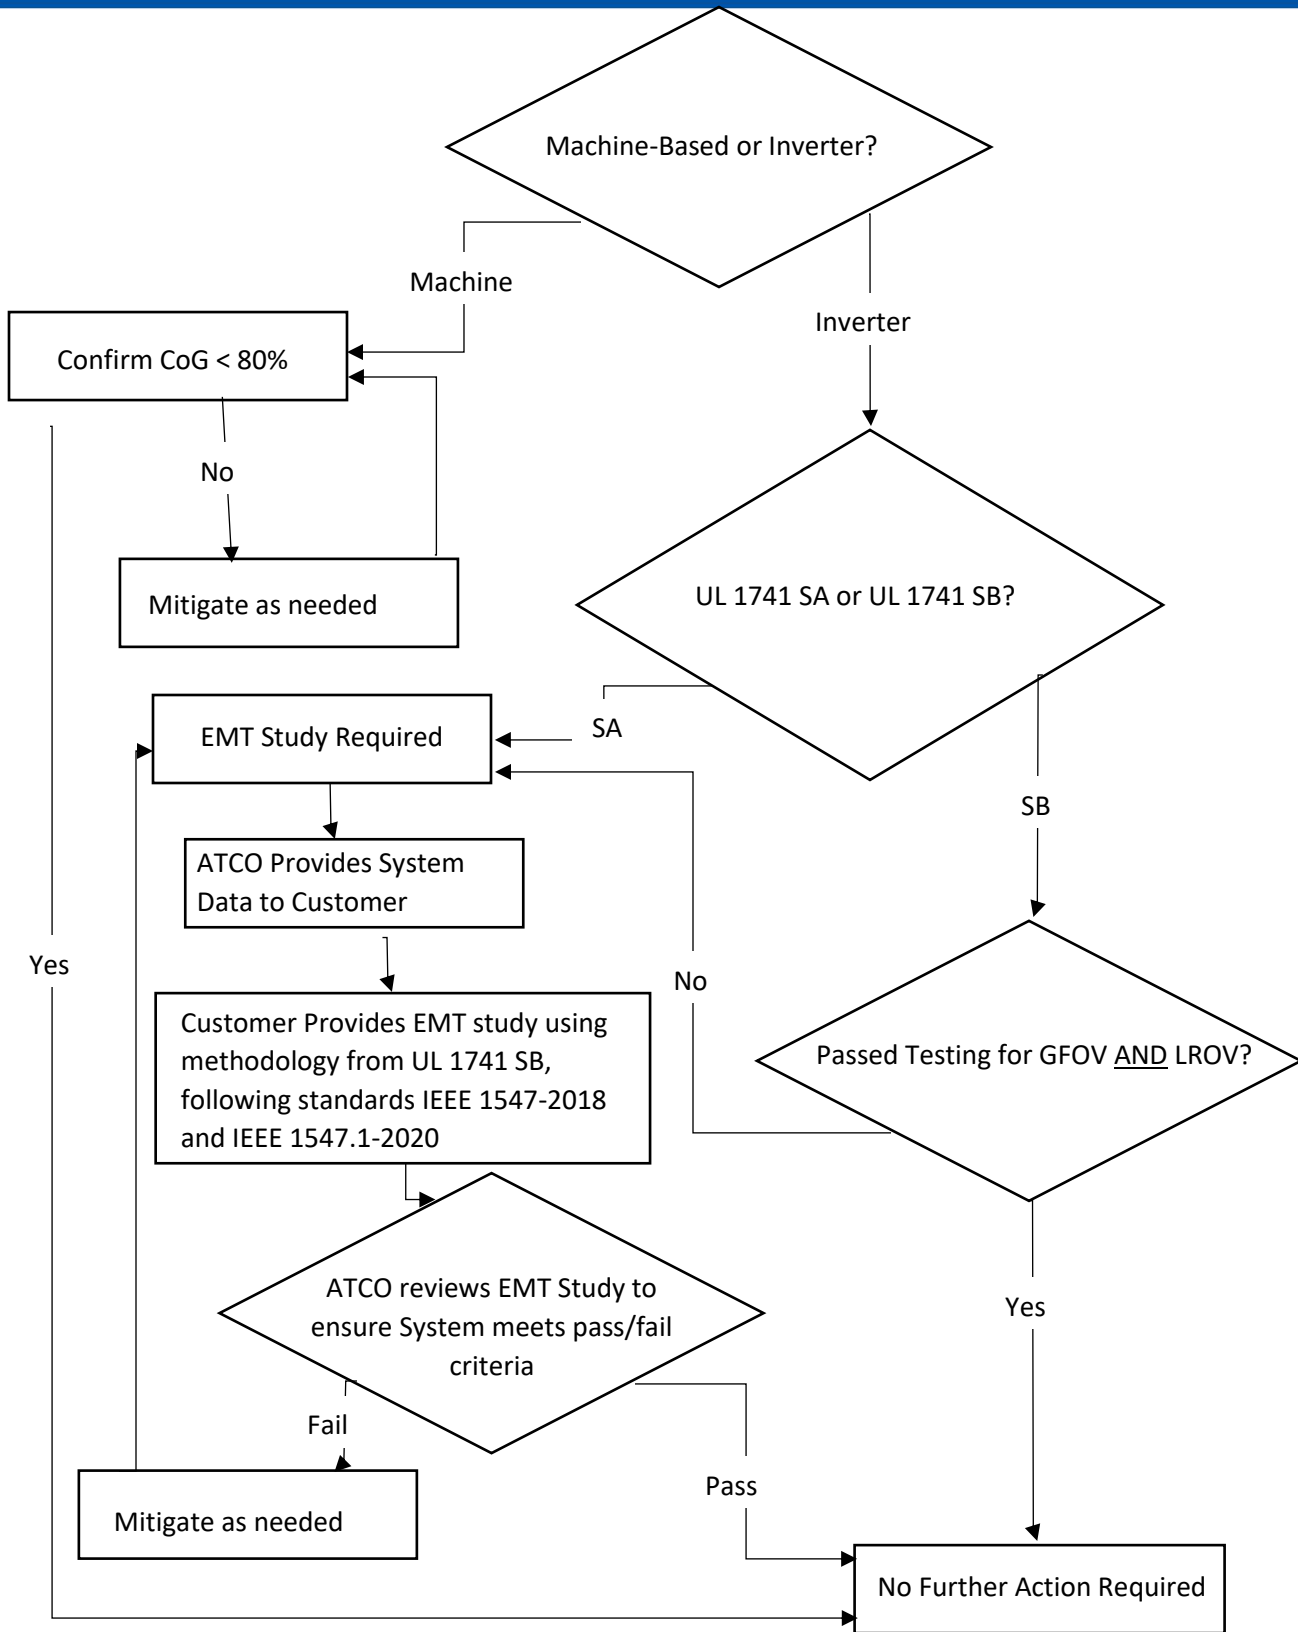 Machine-Based or Inverter?
Machine
Inverter
Confirm CoG < 80%
No
Mitigate as needed
UL 1741 SA or UL 1741 SB?
SA
EMT Study Required
SB
ATCO Provides System
Data to Customer
Yes
No
Customer Provides EMT study using
methodology from UL 1741 SB,
following standards IEEE 1547-2018
and IEEE 1547.1-2020
Passed Testing for GFOV AND LROV?
ATCO reviews EMT Study to
ensure System meets pass/fail
criteria
Yes
Fail
Pass
Mitigate as needed
No Further Action Required